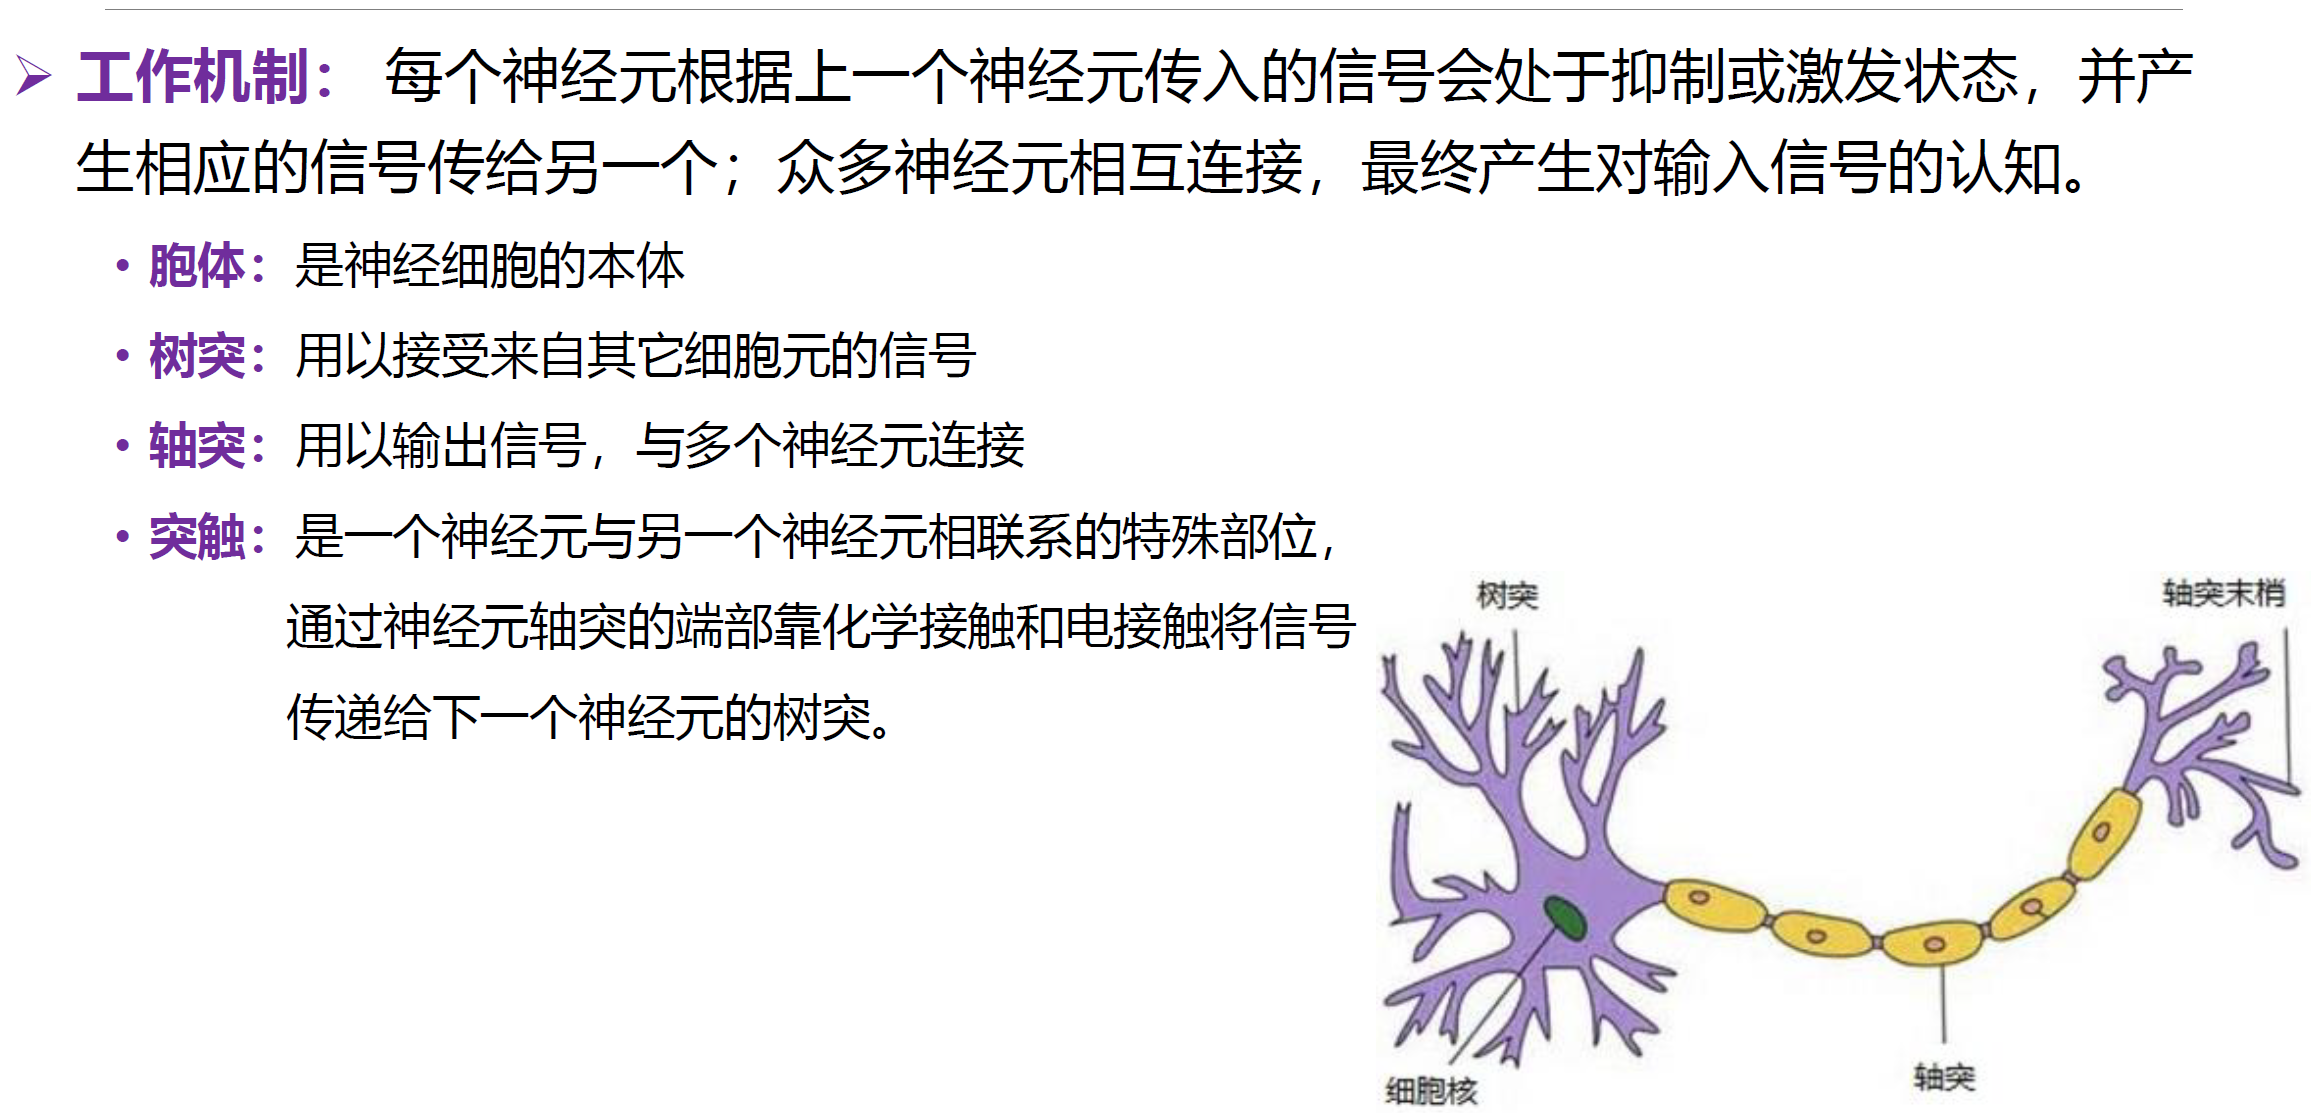 工作机制： 每个神经元根据上一个神经元传入的信号会处于抑制或激发状态，并产
生相应的信号传给另一个；众多神经元相互连接，最终产生对输入信号的认知。
• 胞体：是神经细胞的本体
• 树突：用以接受来自其它细胞元的信号
• 轴突：用以输出信号，与多个神经元连接
• 突触：是一个神经元与另一个神经元相联系的特殊部位，
通过神经元轴突的端部靠化学接触和电接触将信号
传递给下一个神经元的树突。
树突
轴突末梢
细胞核
轴突